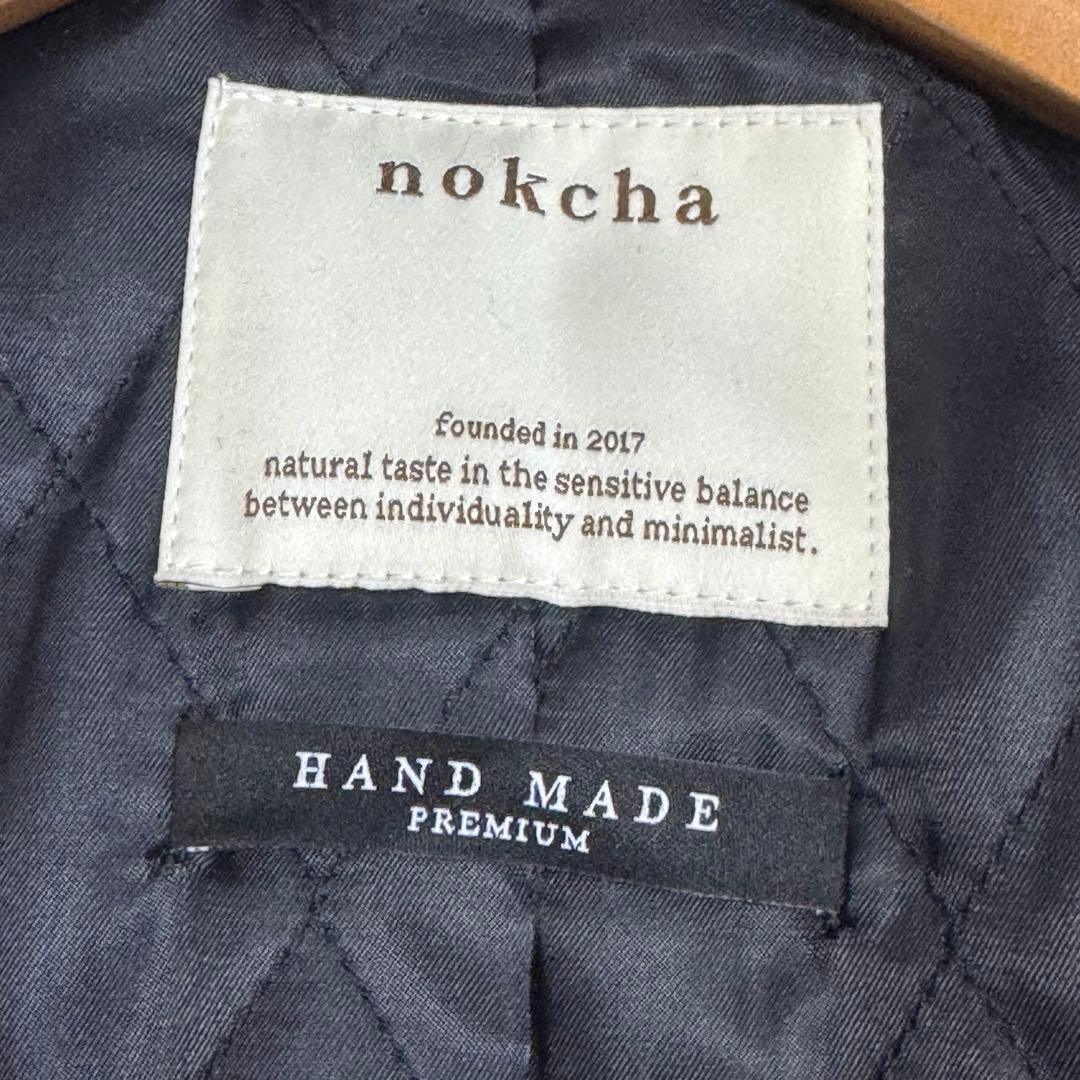 nokcha
founded in 2017
natural taste in the sensitive balance
between individuality and minimalist.
HAND MADE
PREMIUM